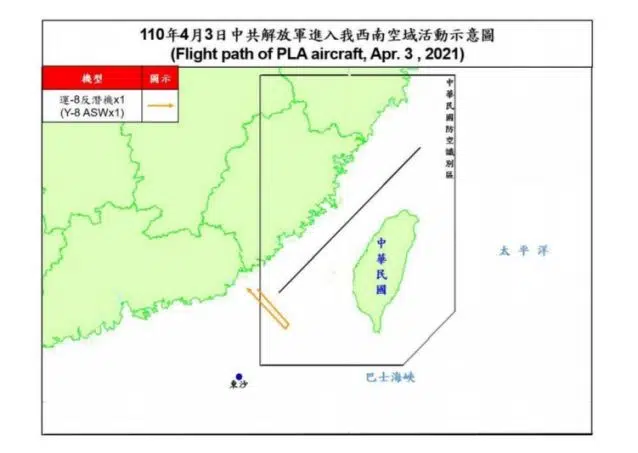 110年4月3日中共解放軍進入我西南空域活動示意圖
(Flight path of PLA aircraft, Apr. 3 , 2021)
機型
圖示
運-8反潛機x1
(Y-8 ASWx1)
中華民國防空識別區
中華民國
太平洋
東沙
巴士海峽